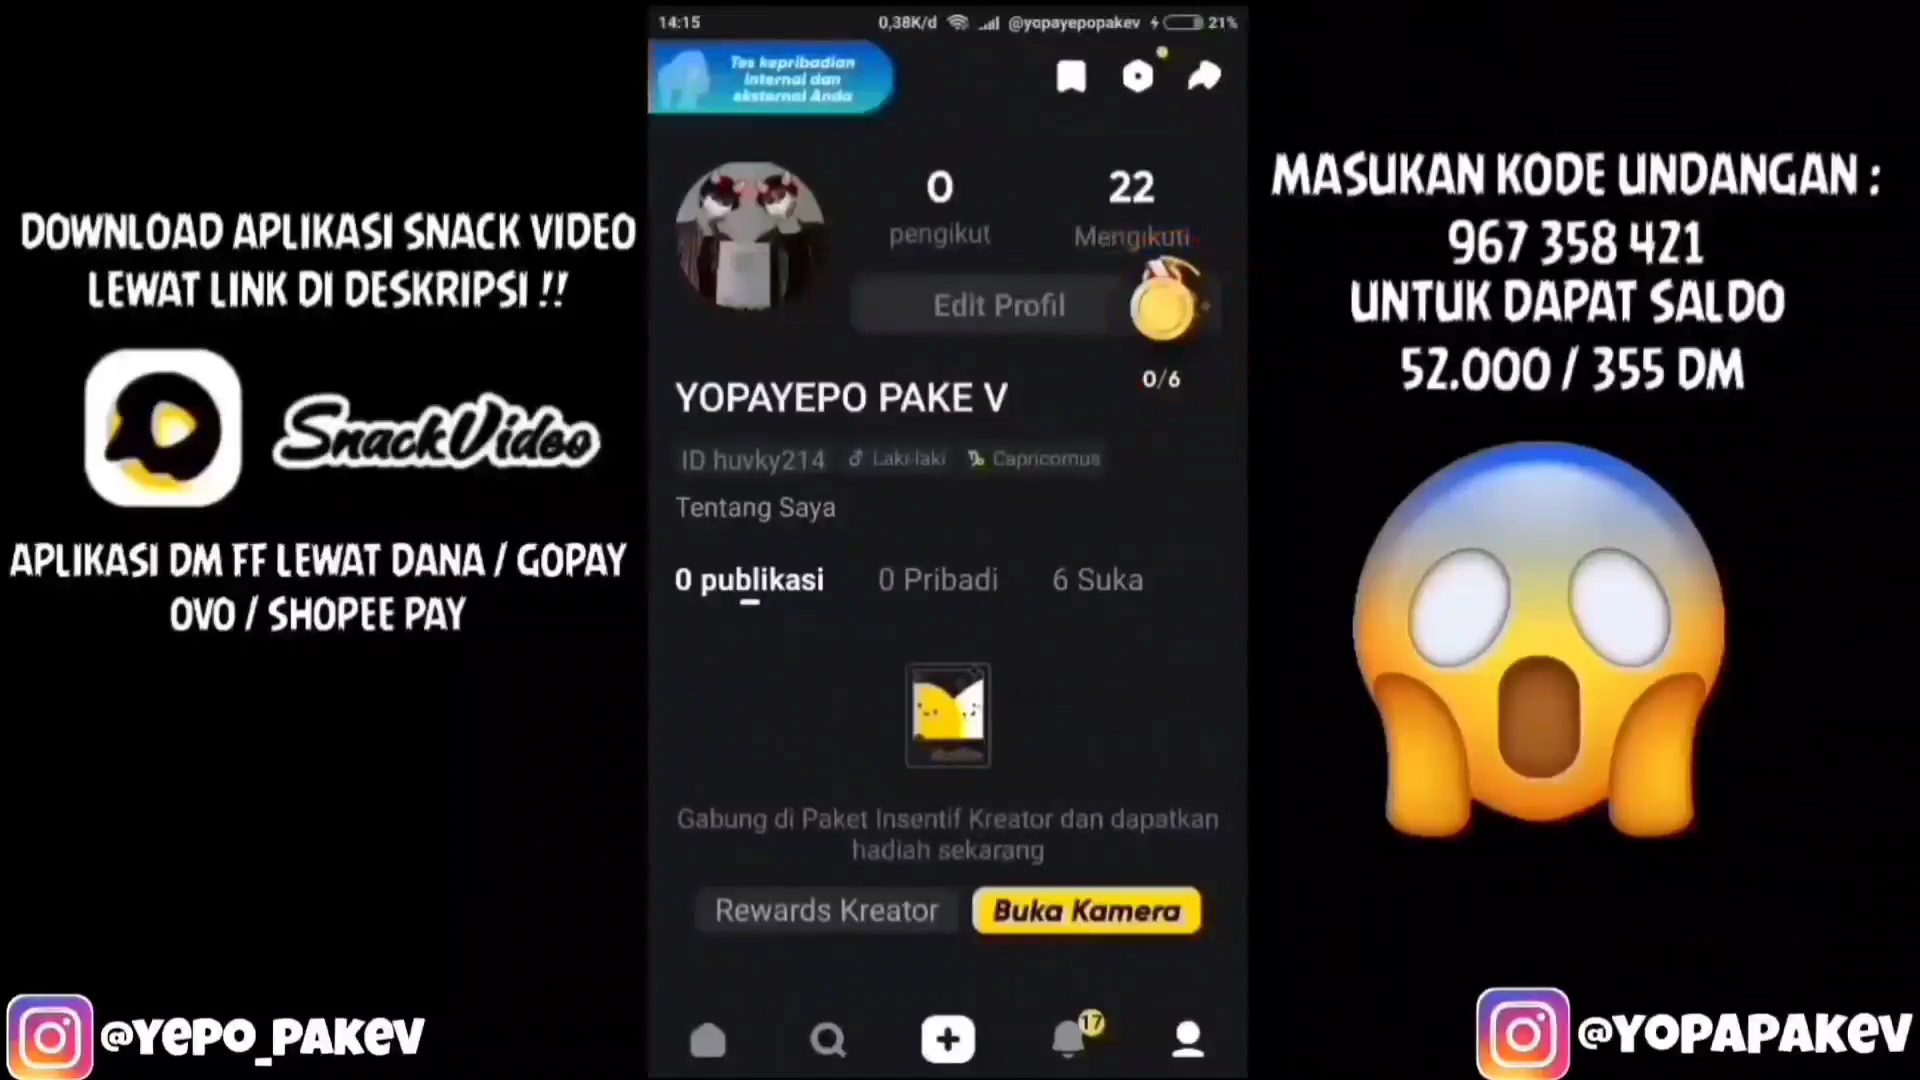 14:15
0,38K/d
@yopayepopakev
21%
Tes kepribadian
internal dan
eksternal Anda
0
pengikut
22
Mengikuti
Edit Profil
0/6
YOPAYEPO PAKE V
ID huvky214
Laki-laki
Capricornus
Tentang Saya
0 publikasi
0 Pribadi
6 Suka
Gabung di Paket Insentif Kreator dan dapatkan
hadiah sekarang
Rewards Kreator
Buka Kamera
17
DOWNLOAD APLIKASI SNACK VIDEO
LEWAT LINK DI DESKRIPSI !!
SnackVideo
APLIKASI DM FF LEWAT DANA / GOPAY
OVO / SHOPEE PAY
@YEPO_PAKEV
MASUKAN KODE UNDANGAN :
967 358 421
UNTUK DAPAT SALDO
52.000 / 355 DM
@YOPAPAKEV